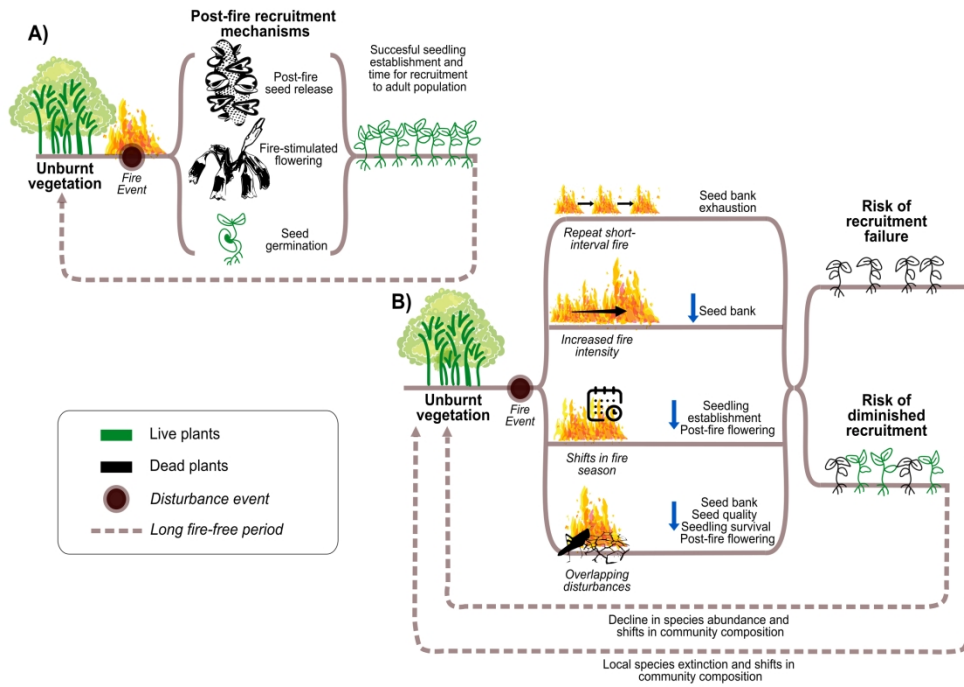 A)
Post-fire recruitment
mechanisms
Post-fire
seed release
Fire-stimulated
flowering
Seed
germination
Succesful seedling
establishment and
time for recruitment
to adult population
Unburnt
vegetation
Fire
Event
B)
Unburnt
vegetation
Fire
Event
Seed bank
exhaustion
Repeat short-
interval fire
Seed bank
Increased fire
intensity
Seedling
establishment
Post-fire flowering
Shifts in fire
season
Seed bank
Seed quality
Seedling survival
Post-fire flowering
Overlapping
disturbances
Risk of
recruitment
failure
Risk of
diminished
recruitment
Decline in species abundance and
shifts in community composition
Local species extinction and shifts in
community composition
Live plants
Dead plants
Disturbance event
Long fire-free period